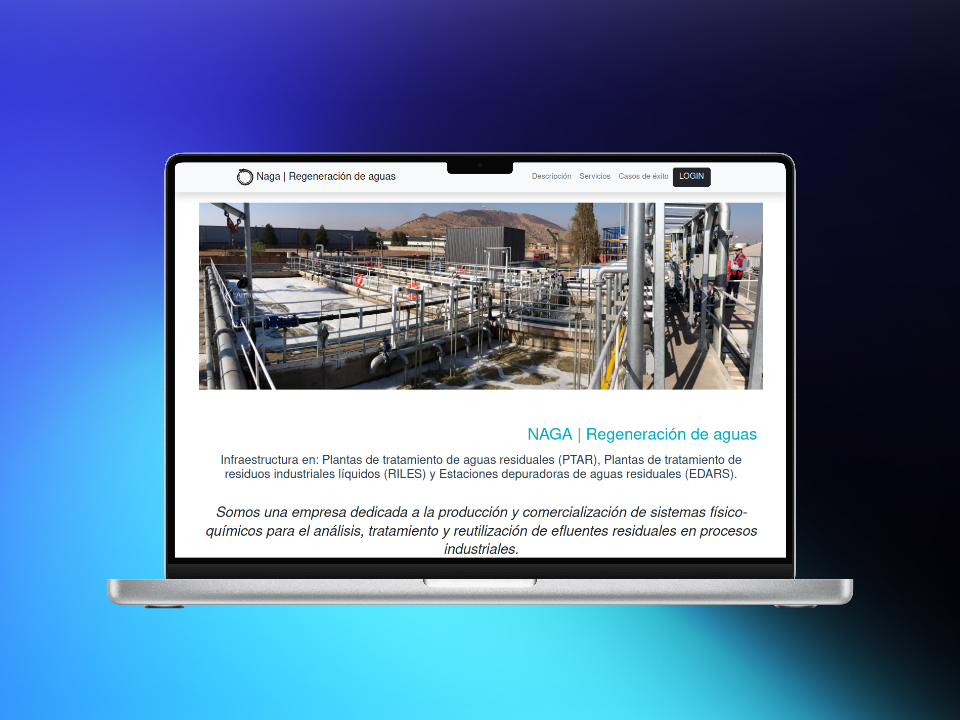 Naga | Regeneración de aguas
Descripción Servicios Casos de éxito LOGIN
NAGA | Regeneración de aguas
Infraestructura en: Plantas de tratamiento de aguas residuales (PTAR), Plantas de tratamiento de
residuos industriales líquidos (RILES) y Estaciones depuradoras de aguas residuales (EDARS).
Somos una empresa dedicada a la producción y comercialización de sistemas físico-
químicos para el análisis, tratamiento y reutilización de efluentes residuales en procesos
industriales.